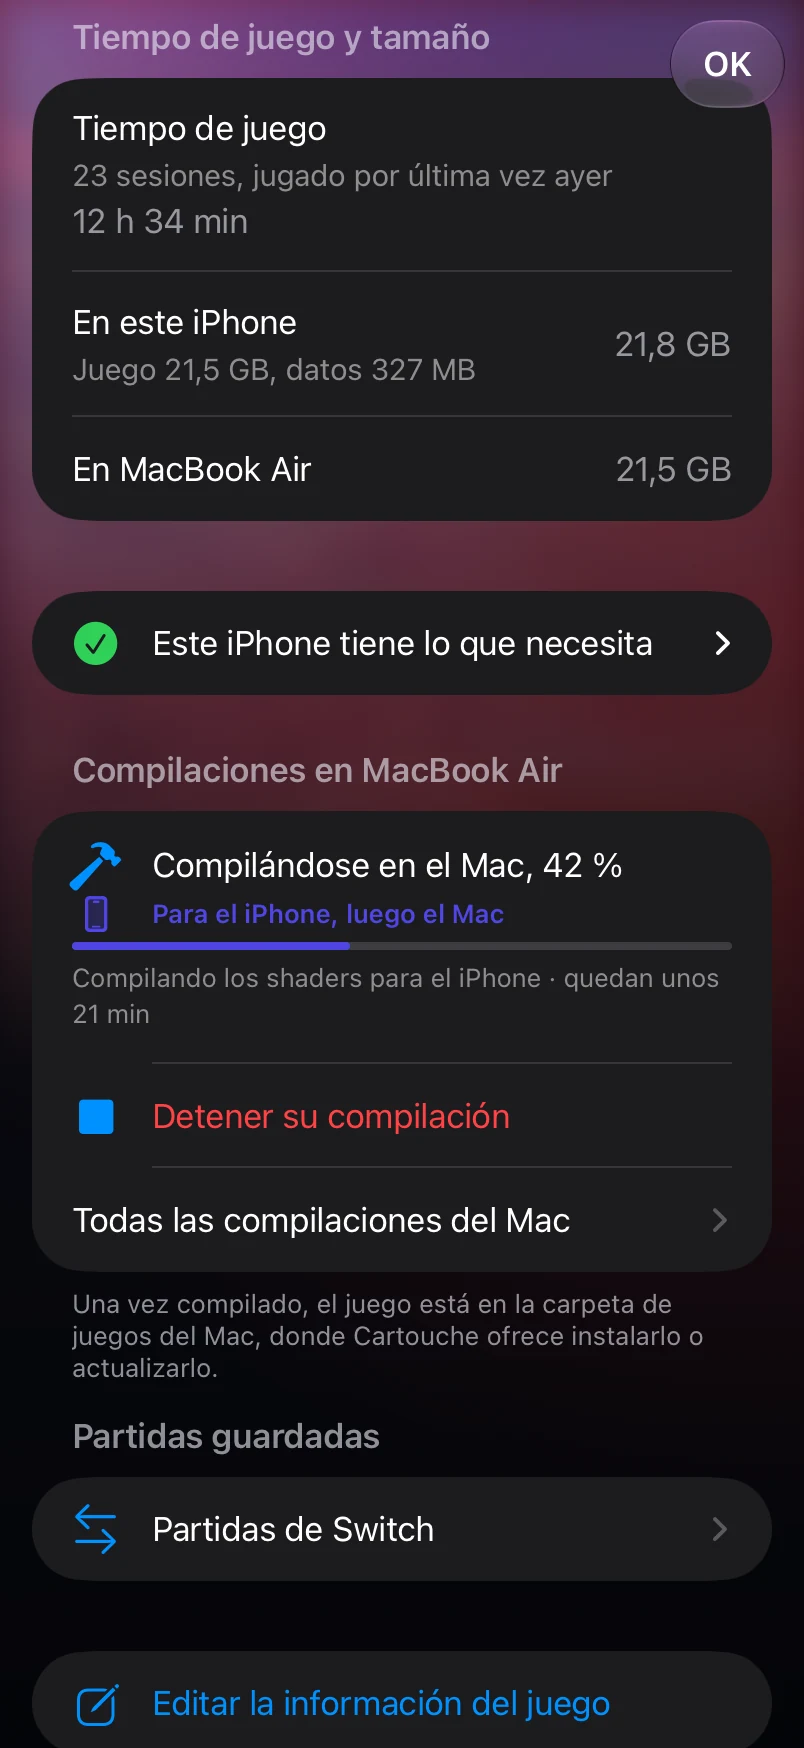 Tiempo de juego y tamaño
OK
Tiempo de juego
23 sesiones, jugado por última vez ayer
12 h 34 min
En este iPhone
21,8 GB
Juego 21,5 GB, datos 327 MB
En MacBook Air
21,5 GB
Este iPhone tiene lo que necesita
Compilaciones en MacBook Air
Compilándose en el Mac, 42 %
Para el iPhone, luego el Mac
Compilando los shaders para el iPhone · quedan unos
21 min
Detener su compilación
Todas las compilaciones del Mac
Una vez compilado, el juego está en la carpeta de
juegos del Mac, donde Cartouche ofrece instalarlo o
actualizarlo.
Partidas guardadas
Partidas de Switch
Editar la información del juego